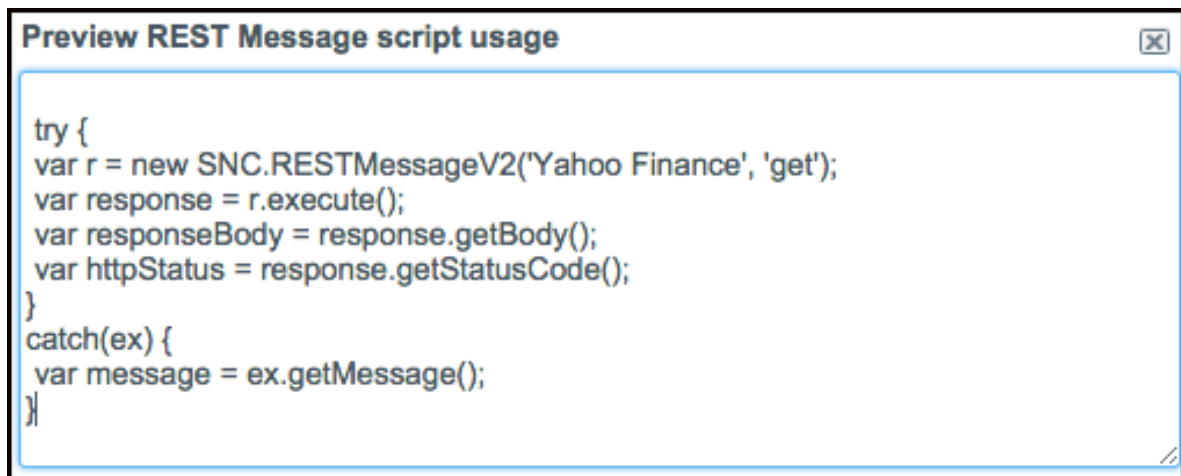 Preview REST Message script usage
try {
var r = new SNC.RESTMessageV2('Yahoo Finance', 'get');
var response = r.execute();
var responseBody = response.getBody();
var httpStatus = response.getStatusCode();
}
catch(ex) {
var message = ex.getMessage();
}